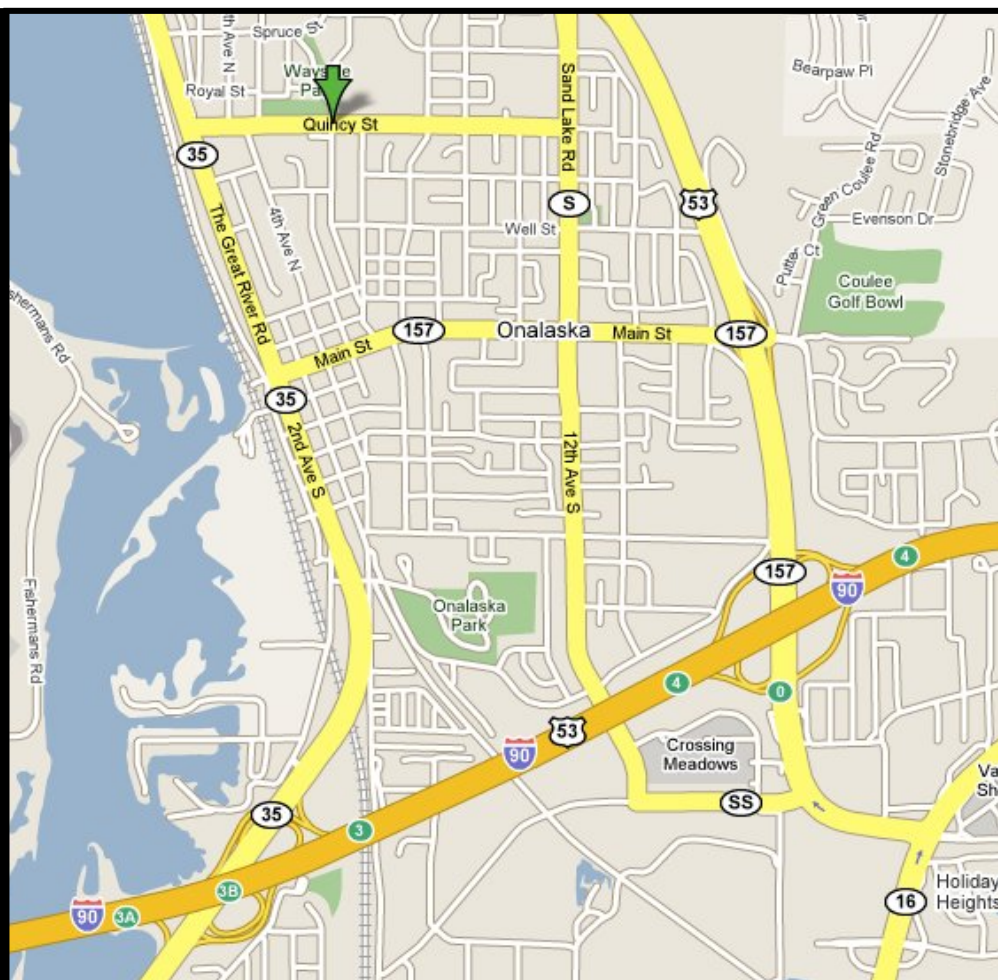 Spruce St
4th Ave N
Royal St
Quincy St
35
The Great River Rd
4th Ave N
Sand Lake Rd
S
Well St
53
Bearpaw Pl
Stonebridge Ave
Green Coulee Rd
Evenson Dr
Putter Ct
Coulee
Golf Bowl
157
Onalaska
Main St
157
Main St
35
2nd Ave S
12th Ave S
Fishermans Rd
157
4
90
Onalaska
Park
4
0
53
90
Crossing
Meadows
SS
35
3
3B
3A
90
16
Holiday
Heights